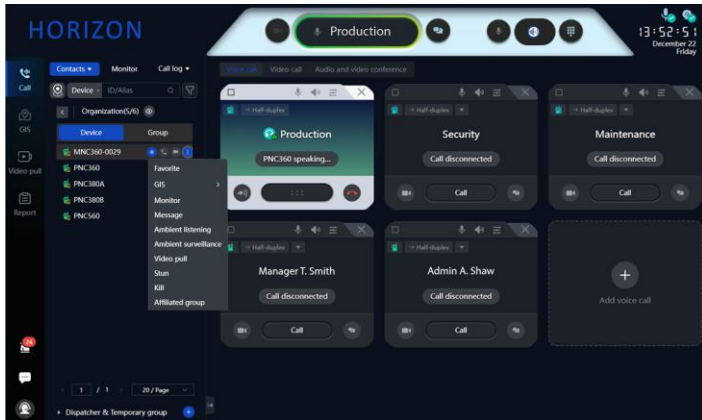 HORIZON
Production
13:52:51
December 22
Friday
Call
GIS
Video pull
Report
24
Contacts
Monitor
Call log
Device
ID/Alias
Organization(5/6)
Device
Group
MNC360-0029
PNC360
PNC380A
PNC380B
PNC560
Favorite
GIS
Monitor
Message
Ambient listening
Ambient surveillance
Video pull
Stun
Kill
Affiliated group
1 / 1
20 / Page
Dispatcher & Temporary group
Voice call
Video call
Audio and video conference
Half-duplex
Production
PNC360 speaking...
Half-duplex
Security
Call disconnected
Call
Half-duplex
Maintenance
Call disconnected
Call
Half-duplex
Manager T. Smith
Call disconnected
Call
Half-duplex
Admin A. Shaw
Call disconnected
Call
Add voice call